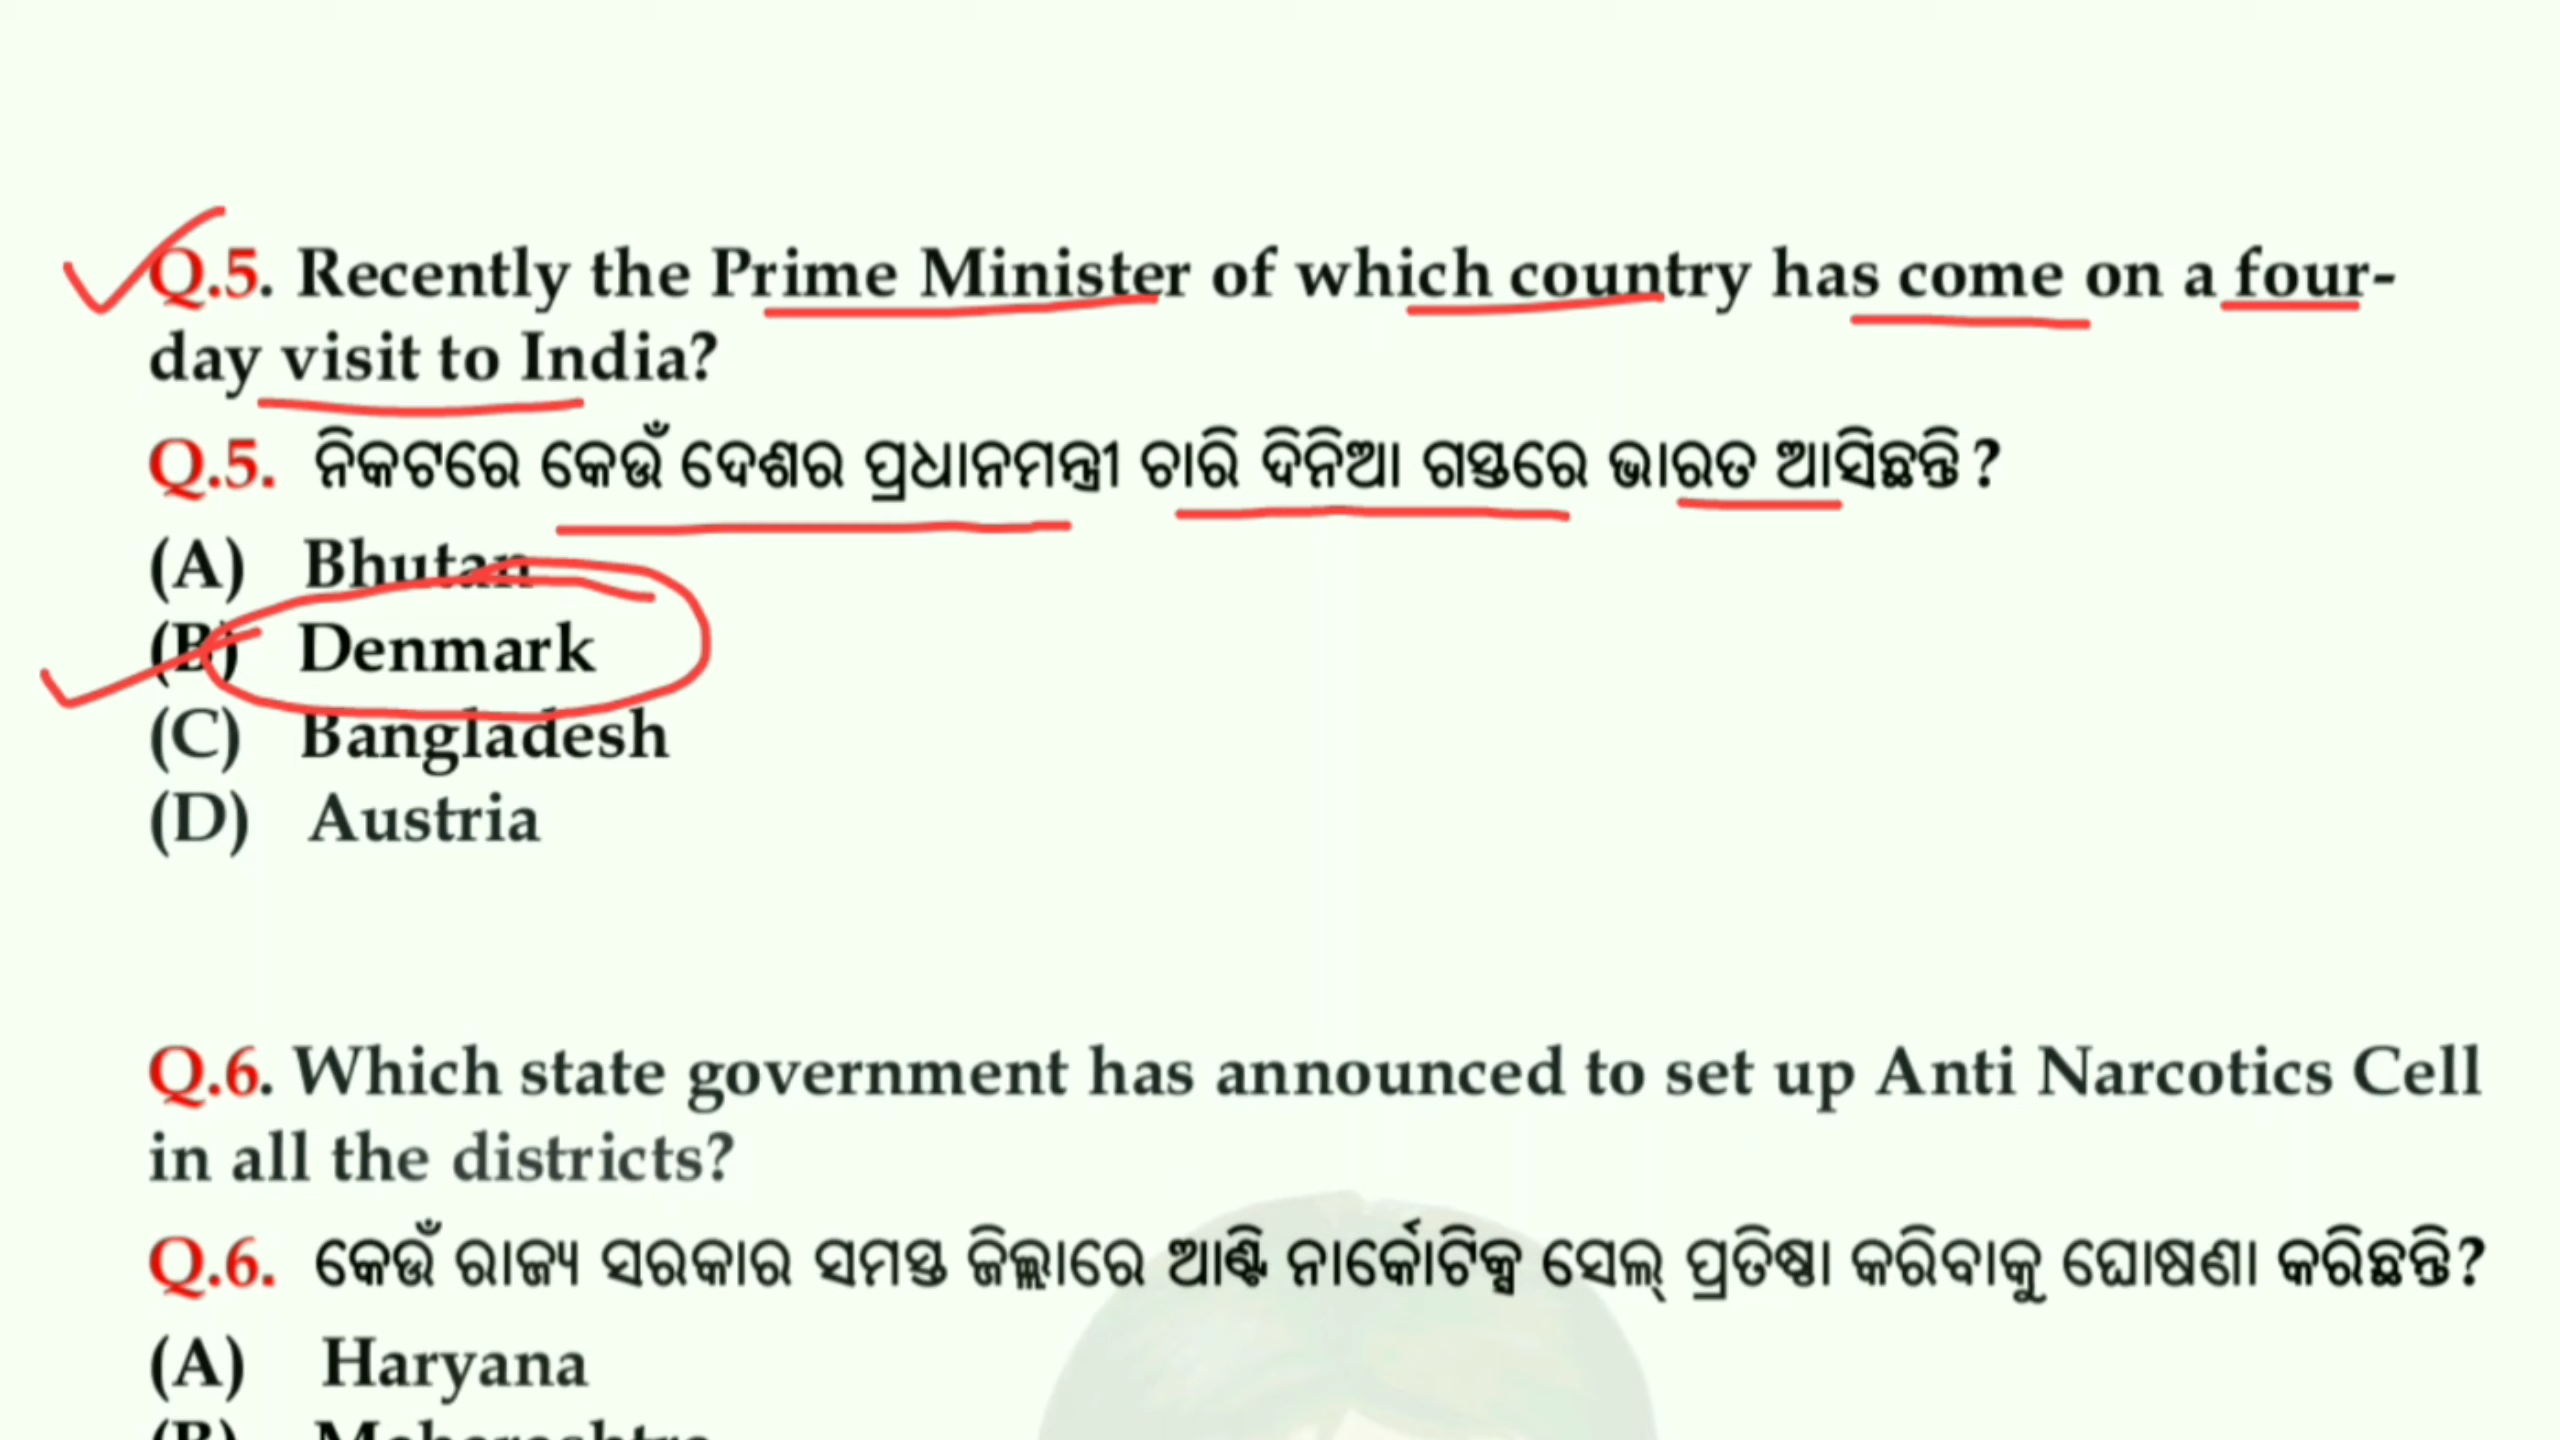 Q.5. Recently the Prime Minister of which country has come on a four-
day visit to India?
Q.5. ନିକଟରେ କେଉଁ ଦେଶର ପ୍ରଧାନମନ୍ତ୍ରୀ ଚାରି ଦିନିଆ ଗସ୍ତରେ ଭାରତ ଆସିଛନ୍ତି?
(A) Bhutan
(B) Denmark
(C) Bangladesh
(D) Austria
Q.6. Which state government has announced to set up Anti Narcotics Cell
in all the districts?
Q.6. କେଉଁ ରାଜ୍ୟ ସରକାର ସମସ୍ତ ଜିଲ୍ଲାରେ ଆଣ୍ଟି ନାର୍କୋଟିକ୍ସ ସେଲ୍ ପ୍ରତିଷ୍ଠା କରିବାକୁ ଘୋଷଣା କରିଛନ୍ତି?
(A) Haryana
(B) Maharashtra